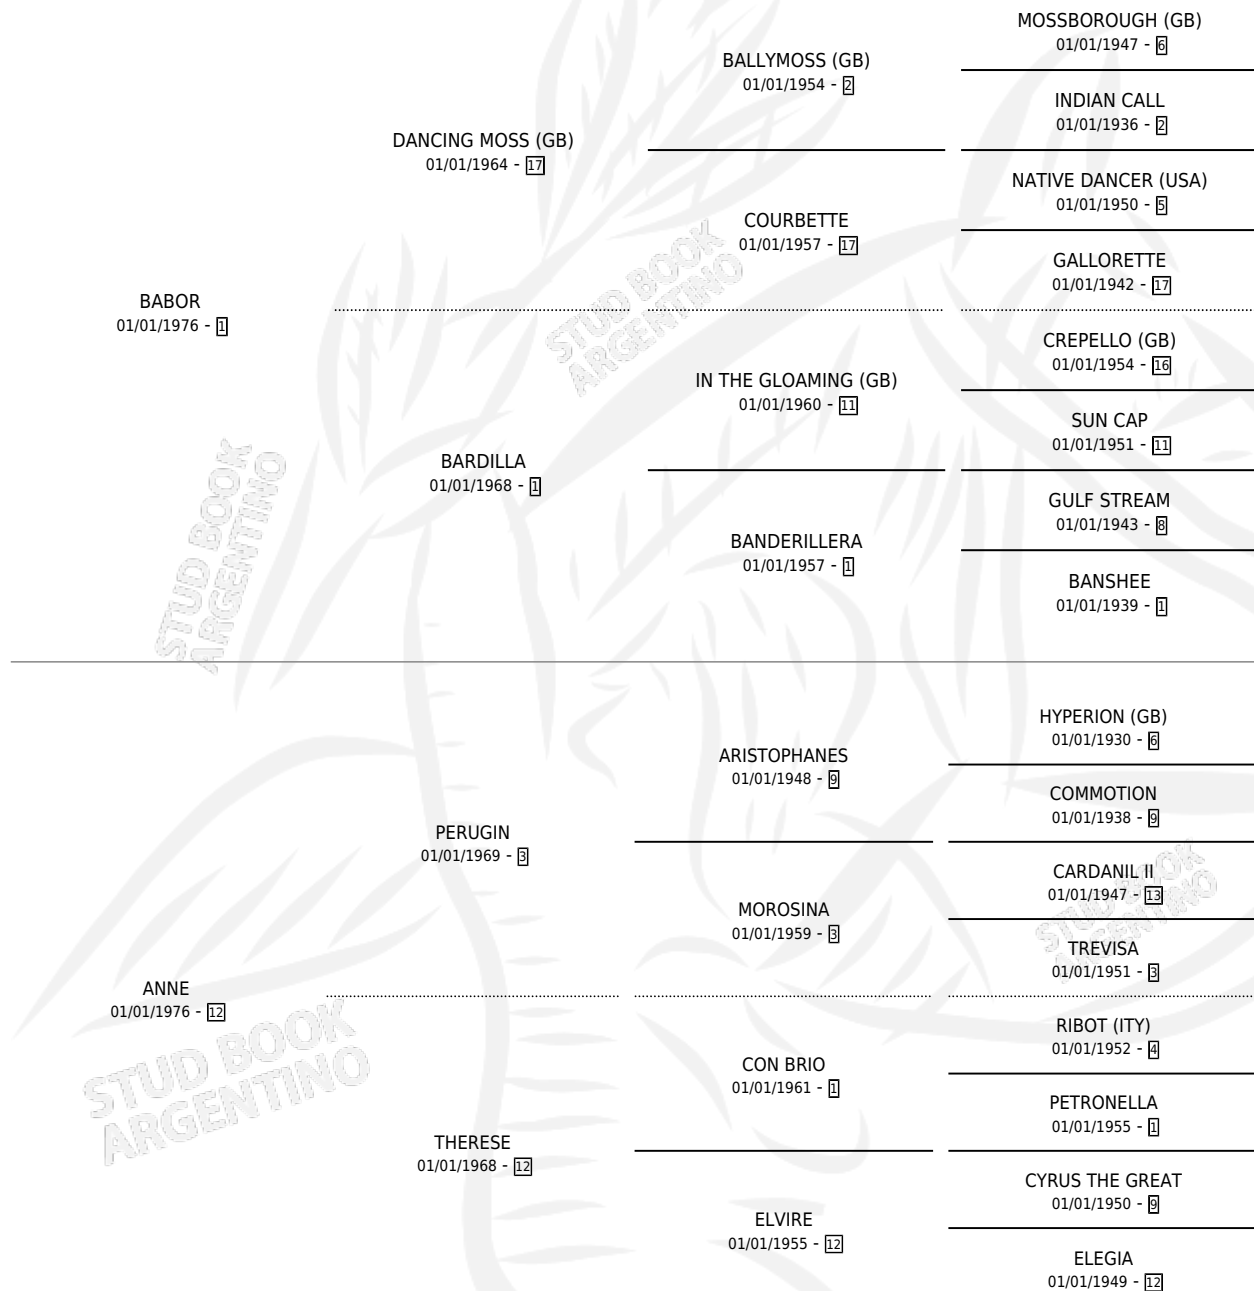 MOSSBOROUGH (GB)
01/01/1947 - 6
BALLYMOSS (GB)
01/01/1954 - 2
INDIAN CALL
01/01/1936 - 2
DANCING MOSS (GB)
01/01/1964 - 17
NATIVE DANCER (USA)
01/01/1950 - 5
COURBETTE
01/01/1957 - 17
GALLORETTE
01/01/1942 - 17
BABOR
01/01/1976 - 1
CREPELLO (GB)
01/01/1954 - 16
IN THE GLOAMING (GB)
01/01/1960 - 11
SUN CAP
01/01/1951 - 11
BARDILLA
01/01/1968 - 1
GULF STREAM
01/01/1943 - 8
BANDERILLERA
01/01/1957 - 1
BANSHEE
01/01/1939 - 1
HYPERION (GB)
01/01/1930 - 6
ARISTOPHANES
01/01/1948 - 9
COMMOTION
01/01/1938 - 9
PERUGIN
01/01/1969 - 3
CARDANIL II
01/01/1947 - 13
MOROSINA
01/01/1959 - 3
TREVISA
01/01/1951 - 3
ANNE
01/01/1976 - 12
RIBOT (ITY)
01/01/1952 - 4
CON BRIO
01/01/1961 - 1
PETRONELLA
01/01/1955 - 1
THERESE
01/01/1968 - 12
CYRUS THE GREAT
01/01/1950 - 9
ELVIRE
01/01/1955 - 12
ELEGIA
01/01/1949 - 12
STUD BOOK
ARGENTINO
STUD BOOK
ARGENTINO
STUD BOOK
ARGENTINO
STUD BOOK
ARGENTINO